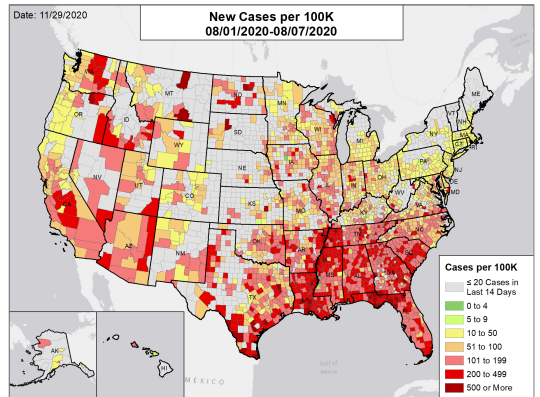 Date: 11/29/2020
New Cases per 100K
08/01/2020-08/07/2020
WA
MT
ND
MN
ME
OR
ID
SD
WI
VT
NH
NY
MA
CT
RI
WY
MI
NV
UT
NE
IA
PA
NJ
OH
DE
MD
IL
IN
WV
CA
CO
KS
MO
KY
AZ
NM
OK
AR
TN
NC
SC
TX
LA
MS
AL
GA
FL
AK
HI
MEXICO
Gulf of
Mexico
Cases per 100K
≤ 20 Cases in
Last 14 Days
0 to 4
5 to 9
10 to 50
51 to 100
101 to 199
200 to 499
500 or More